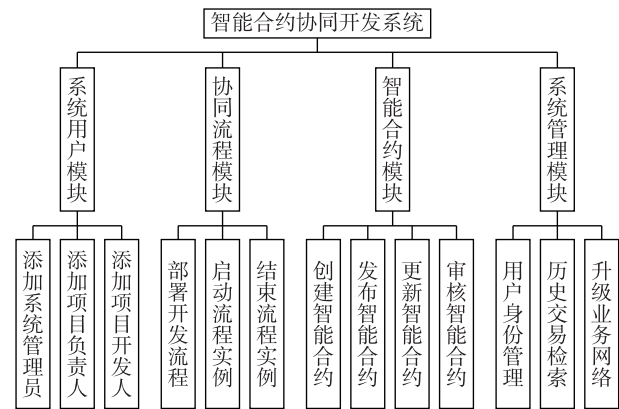 智能合约协同开发系统
系统用户模块
协同流程模块
智能合约模块
系统管理模块
添加系统管理员
添加项目负责人
添加项目开发人
部署开发流程
启动流程实例
结束流程实例
创建智能合约
发布智能合约
更新智能合约
审核智能合约
用户身份管理
历史交易检索
升级业务网络